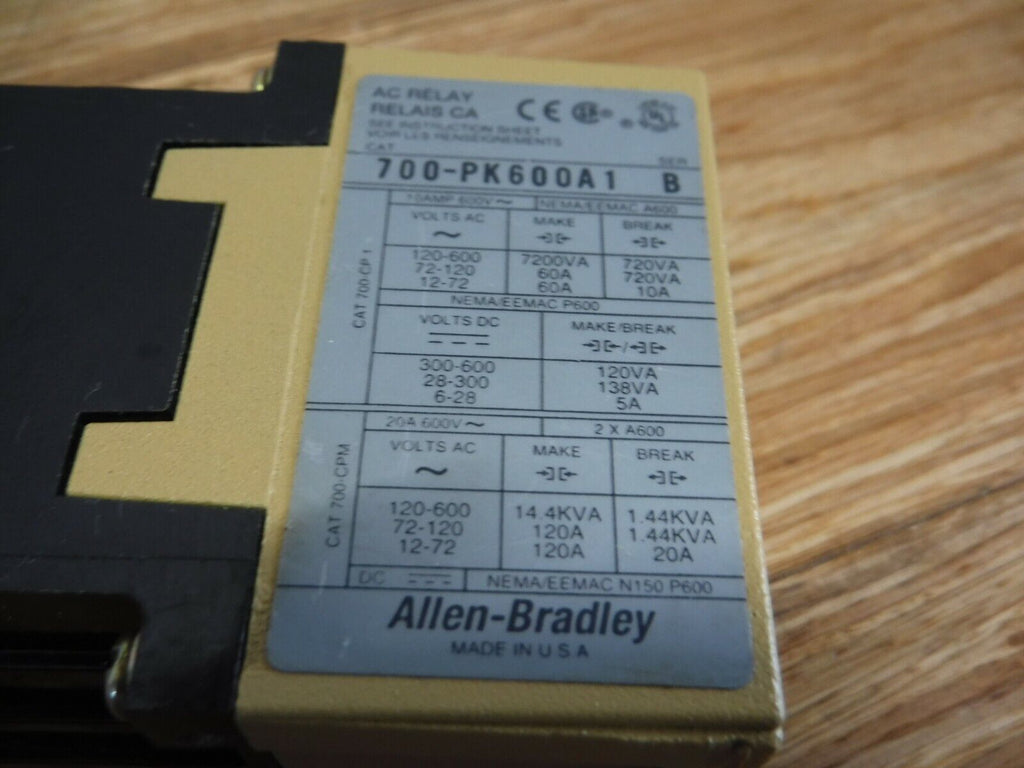 AC RELAY
RELAIS CA
SEE INSTRUCTION SHEET
VOIR LES RENSEIGNEMENTS
CE SA UL
CAT SER
700-PK600A1 B
CAT 700-CP1
10AMP 600V ~ NEMA/EEMAC A600
VOLTS AC MAKE BREAK
~
120-600 7200VA 720VA
72-120 60A 720VA
12-72 60A 10A
NEMA/EEMAC P600
VOLTS DC MAKE/BREAK
300-600 120VA
28-300 138VA
6-28 5A
CAT 700-CPM
20A 600V ~ 2 X A600
VOLTS AC MAKE BREAK
~
120-600 14.4KVA 1.44KVA
72-120 120A 1.44KVA
12-72 120A 20A
DC NEMA/EEMAC N150 P600
Allen-Bradley
MADE IN U S A